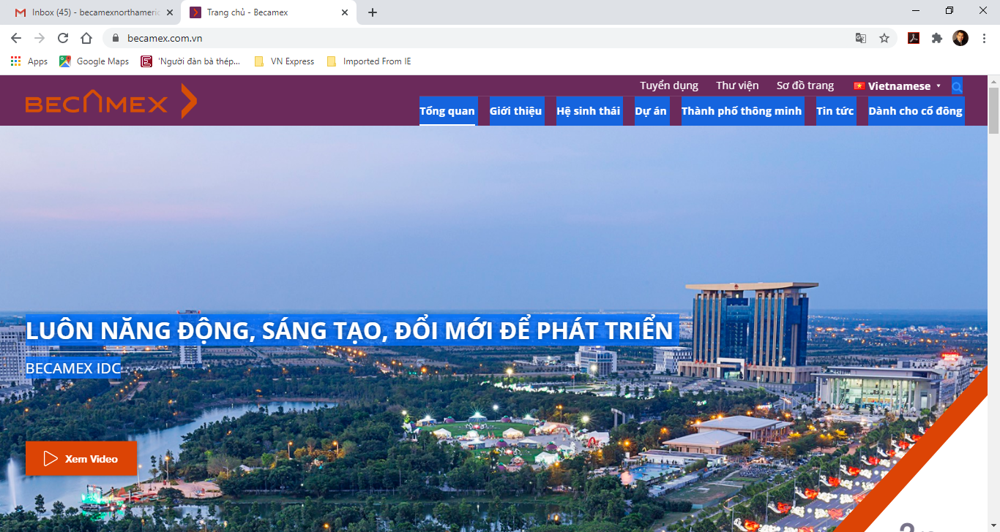 Inbox (45) - becamexnorthameric
Trang chủ - Becamex
becamex.com.vn
Apps
Google Maps
'Người đàn bà thép...
VN Express
Imported From IE
BECAMEX
Tuyển dụng
Thư viện
Sơ đồ trang
Vietnamese
Tổng quan
Giới thiệu
Hệ sinh thái
Dự án
Thành phố thông minh
Tin tức
Dành cho cổ đông
LUÔN NĂNG ĐỘNG, SÁNG TẠO, ĐỔI MỚI ĐỂ PHÁT TRIỂN
BECAMEX IDC
Xem Video